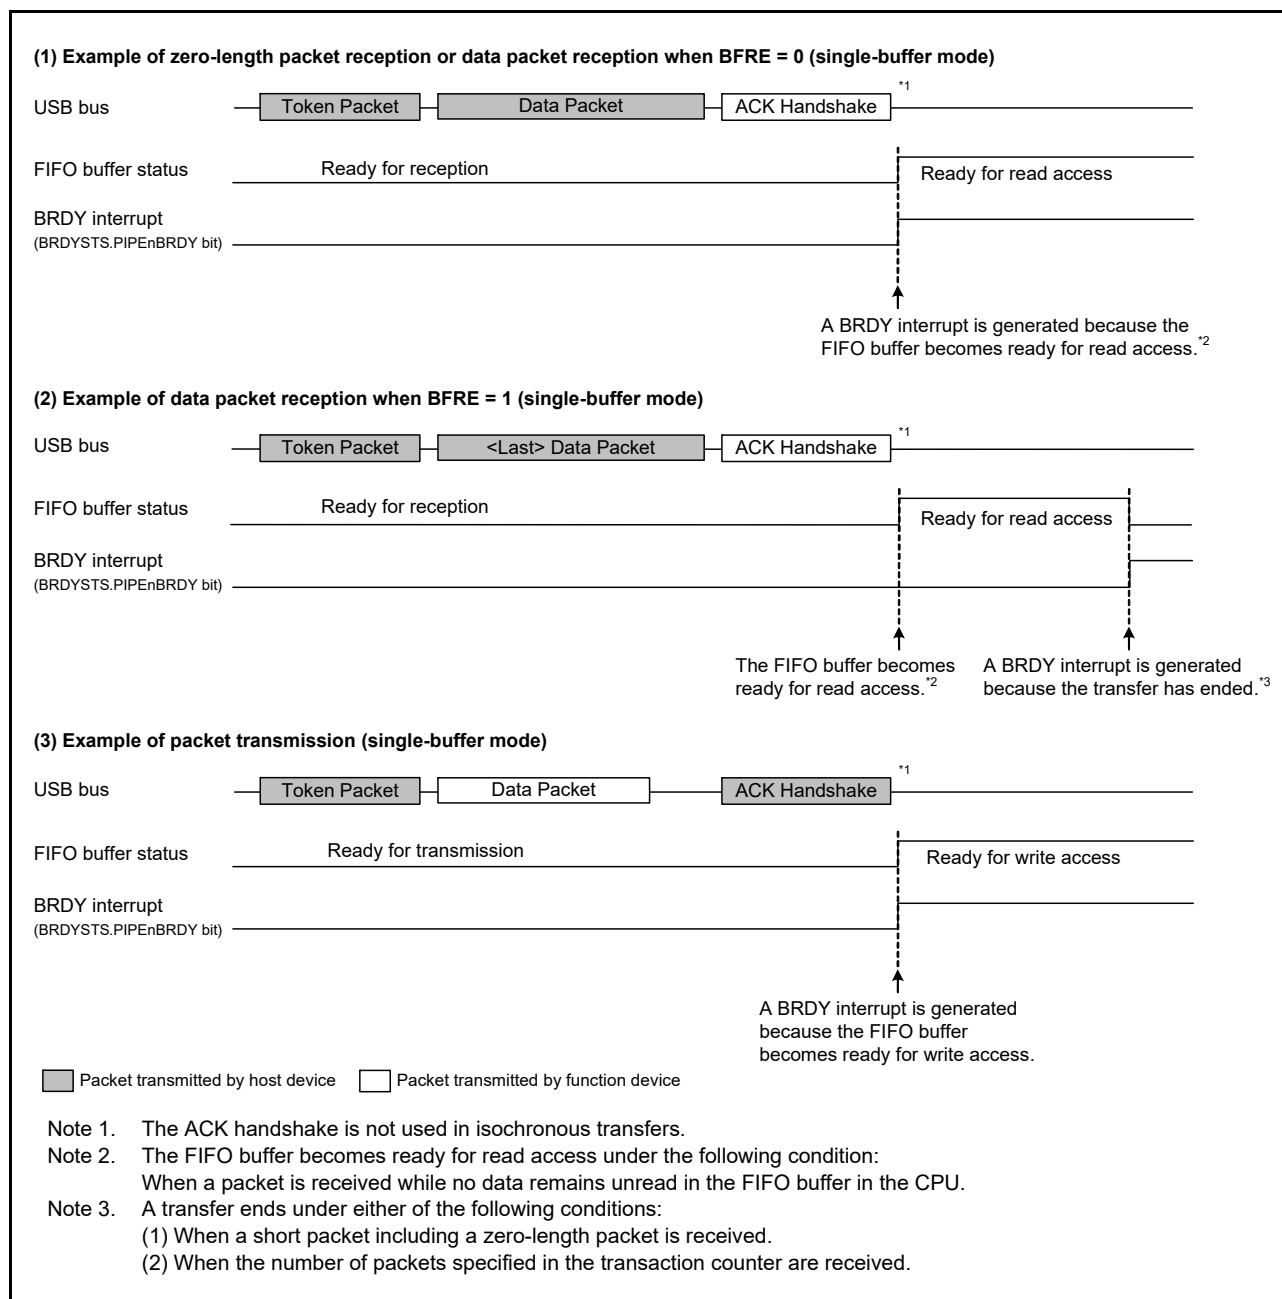 (1) Example of zero-length packet reception or data packet reception when BFRE = 0 (single-buffer mode)
USB bus
Token Packet
Data Packet
ACK Handshake
*1
FIFO buffer status
Ready for reception
Ready for read access
BRDY interrupt
(BRDYSTS.PIPEnBRDY bit)
A BRDY interrupt is generated because the
FIFO buffer becomes ready for read access.*2
(2) Example of data packet reception when BFRE = 1 (single-buffer mode)
USB bus
Token Packet
<Last> Data Packet
ACK Handshake
*1
FIFO buffer status
Ready for reception
Ready for read access
BRDY interrupt
(BRDYSTS.PIPEnBRDY bit)
The FIFO buffer becomes
ready for read access.*2
A BRDY interrupt is generated
because the transfer has ended.*3
(3) Example of packet transmission (single-buffer mode)
USB bus
Token Packet
Data Packet
ACK Handshake
*1
FIFO buffer status
Ready for transmission
Ready for write access
BRDY interrupt
(BRDYSTS.PIPEnBRDY bit)
A BRDY interrupt is generated
because the FIFO buffer
becomes ready for write access.
Packet transmitted by host device
Packet transmitted by function device
Note 1. The ACK handshake is not used in isochronous transfers.
Note 2. The FIFO buffer becomes ready for read access under the following condition:
When a packet is received while no data remains unread in the FIFO buffer in the CPU.
Note 3. A transfer ends under either of the following conditions:
(1) When a short packet including a zero-length packet is received.
(2) When the number of packets specified in the transaction counter are received.